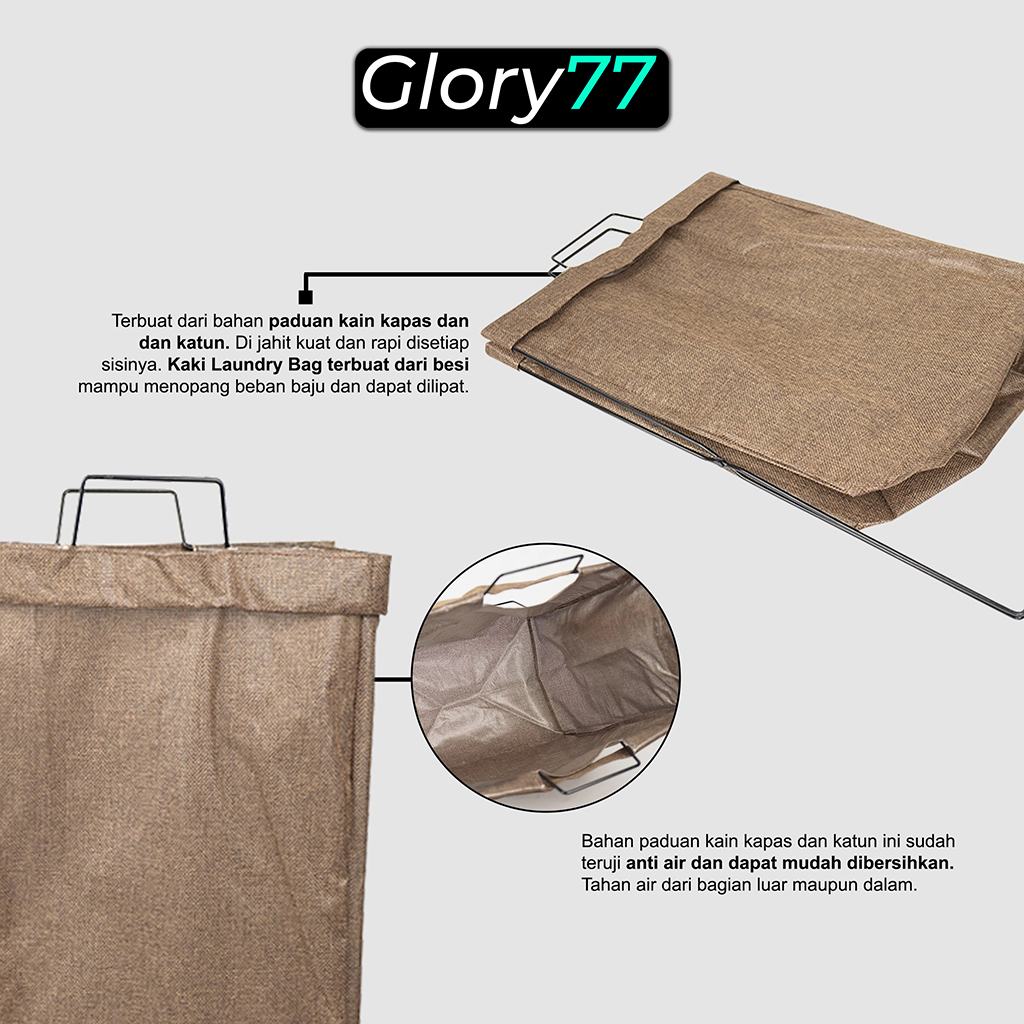 Glory77
Terbuat dari bahan paduan kain kapas dan
dan katun. Di jahit kuat dan rapi disetiap
sisinya. Kaki Laundry Bag terbuat dari besi
mampu menopang beban baju dan dapat dilipat.
Bahan paduan kain kapas dan katun ini sudah
teruji anti air dan dapat mudah dibersihkan.
Tahan air dari bagian luar maupun dalam.